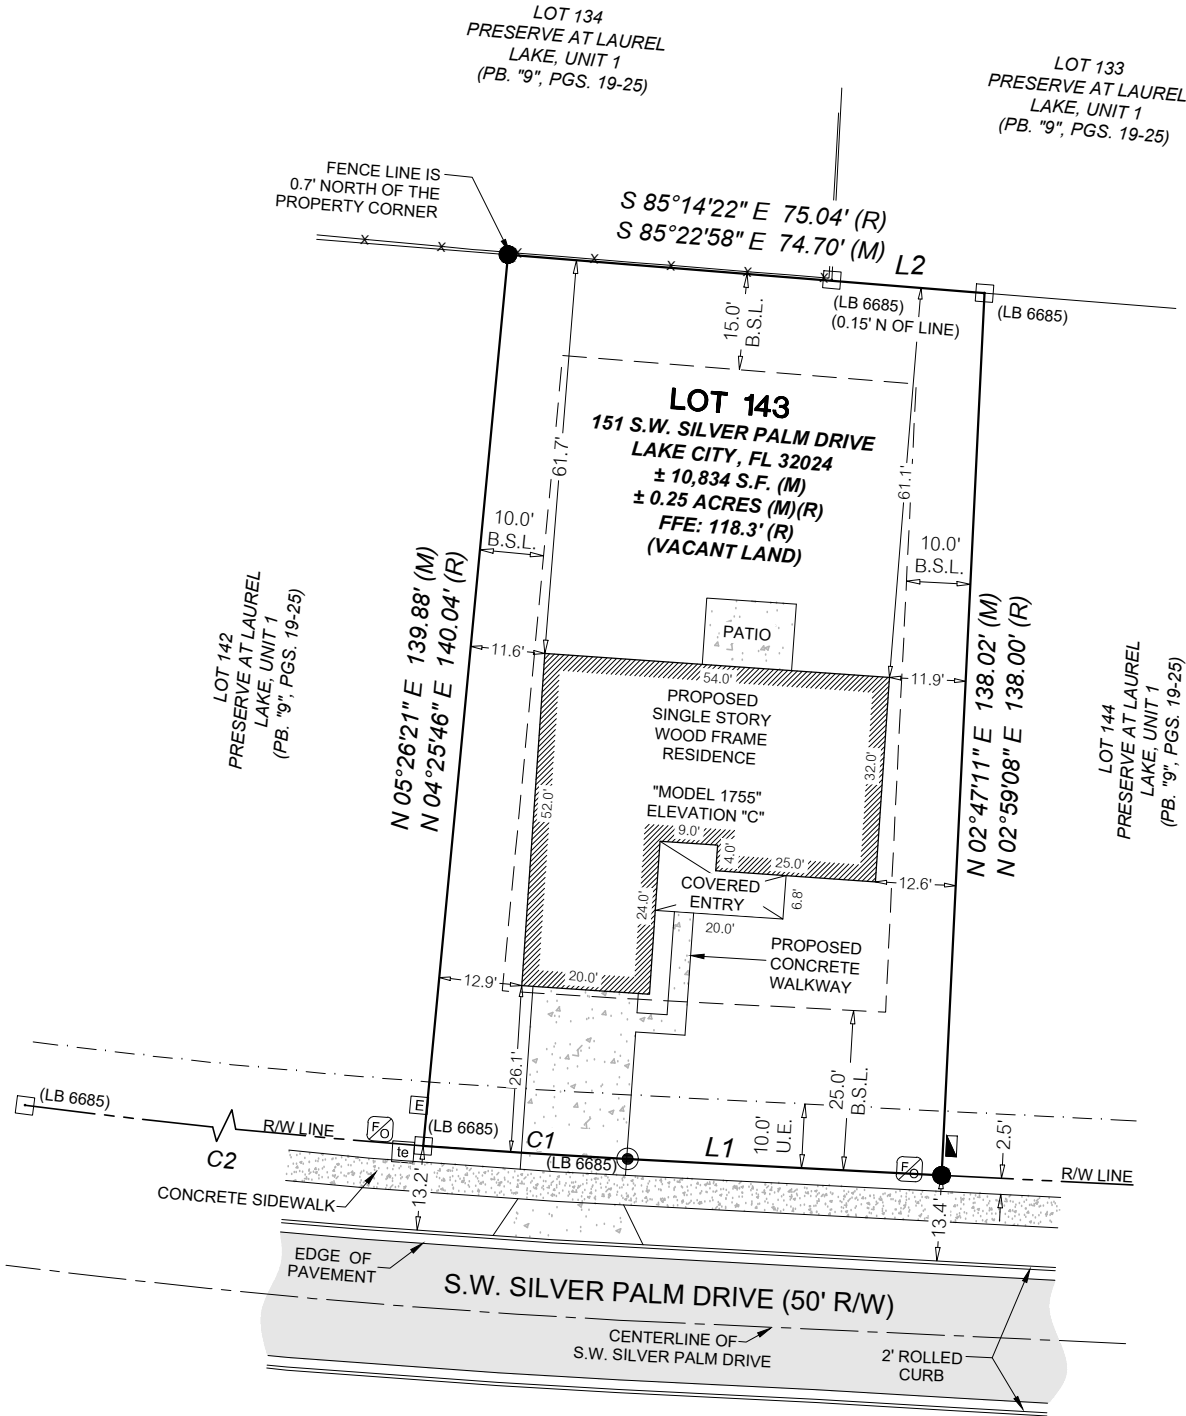 LOT 134
PRESERVE AT LAUREL
LAKE, UNIT 1
(PB. "9", PGS. 19-25)
LOT 133
PRESERVE AT LAUREL
LAKE, UNIT 1
(PB. "9", PGS. 19-25)
FENCE LINE IS
0.7' NORTH OF THE
PROPERTY CORNER
S 85°14'22" E 75.04' (R)
S 85°22'58" E 74.70' (M)
L2
(LB 6685)
(0.15' N OF LINE)
(LB 6685)
15.0'
B.S.L.
LOT 143
151 S.W. SILVER PALM DRIVE
LAKE CITY, FL 32024
± 10,834 S.F. (M)
± 0.25 ACRES (M)(R)
FFE: 118.3' (R)
(VACANT LAND)
61.7'
61.1'
10.0'
B.S.L.
10.0'
B.S.L.
N 05°26'21" E 139.88' (M)
N 04°25'46" E 140.04' (R)
N 02°47'11" E 138.02' (M)
N 02°59'08" E 138.00' (R)
LOT 142
PRESERVE AT LAUREL
LAKE, UNIT 1
(PB. "9", PGS. 19-25)
LOT 144
PRESERVE AT LAUREL
LAKE, UNIT 1
(PB. "9", PGS. 19-25)
PATIO
11.6'
54.0'
11.9'
PROPOSED
SINGLE STORY
WOOD FRAME
RESIDENCE
"MODEL 1755"
ELEVATION "C"
52.0'
32.0'
9.0'
4.0'
25.0'
12.6'
COVERED
ENTRY
6.8'
24.0'
20.0'
PROPOSED
CONCRETE
WALKWAY
12.9'
20.0'
26.1'
25.0'
B.S.L.
10.0'
U.E.
2.5'
(LB 6685)
E
(LB 6685)
R/W LINE
F/O
te
C2
C1
(LB 6685)
L1
F/O
R/W LINE
CONCRETE SIDEWALK
13.2'
13.4'
EDGE OF
PAVEMENT
S.W. SILVER PALM DRIVE (50' R/W)
CENTERLINE OF
S.W. SILVER PALM DRIVE
2' ROLLED
CURB